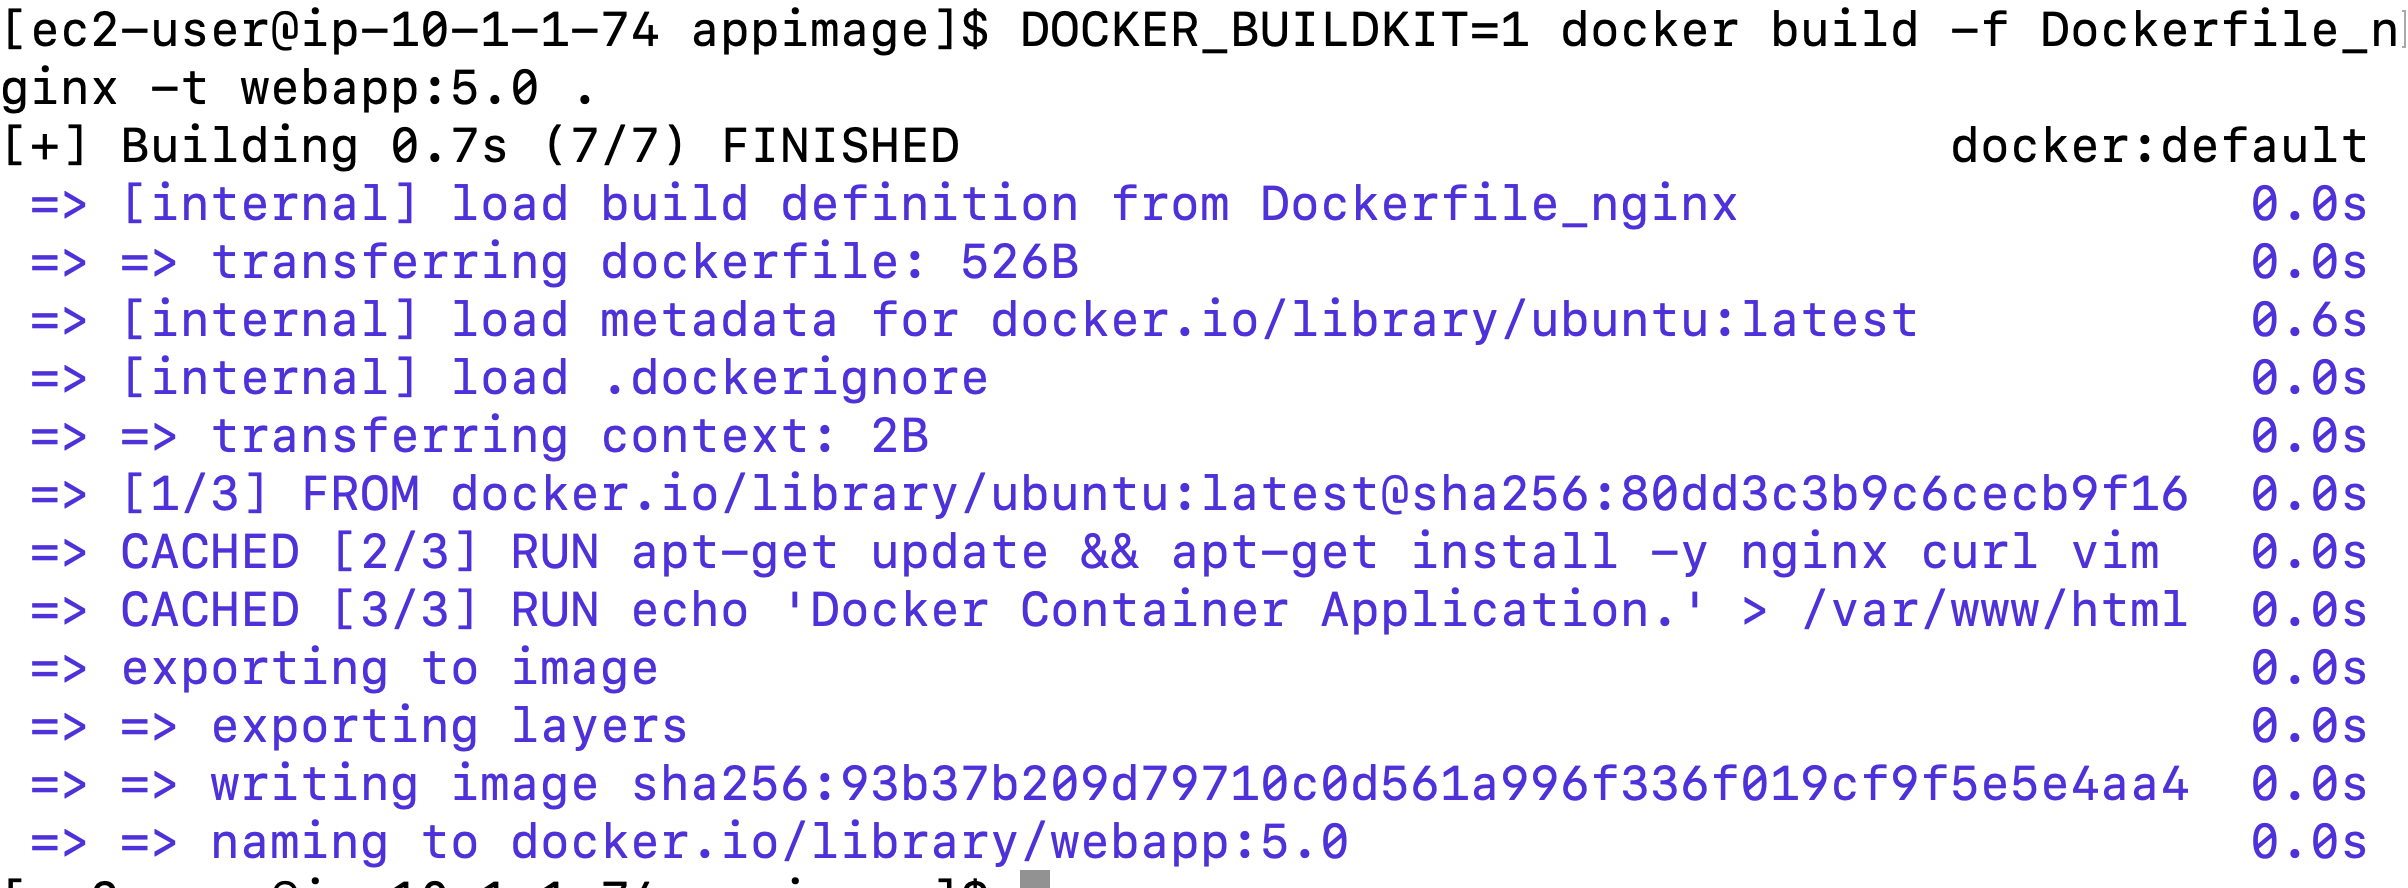 [ec2-user@ip-10-1-1-74 appimage]$ DOCKER_BUILDKIT=1 docker build -f Dockerfile_n
ginx -t webapp:5.0 .
[+] Building 0.7s (7/7) FINISHED docker:default
=> [internal] load build definition from Dockerfile_nginx 0.0s
=> => transferring dockerfile: 526B 0.0s
=> [internal] load metadata for docker.io/library/ubuntu:latest 0.6s
=> [internal] load .dockerignore 0.0s
=> => transferring context: 2B 0.0s
=> [1/3] FROM docker.io/library/ubuntu:latest@sha256:80dd3c3b9c6cecb9f16 0.0s
=> CACHED [2/3] RUN apt-get update && apt-get install -y nginx curl vim 0.0s
=> CACHED [3/3] RUN echo 'Docker Container Application.' > /var/www/html 0.0s
=> exporting to image 0.0s
=> => exporting layers 0.0s
=> => writing image sha256:93b37b209d79710c0d561a996f336f019cf9f5e5e4aa4 0.0s
=> => naming to docker.io/library/webapp:5.0 0.0s